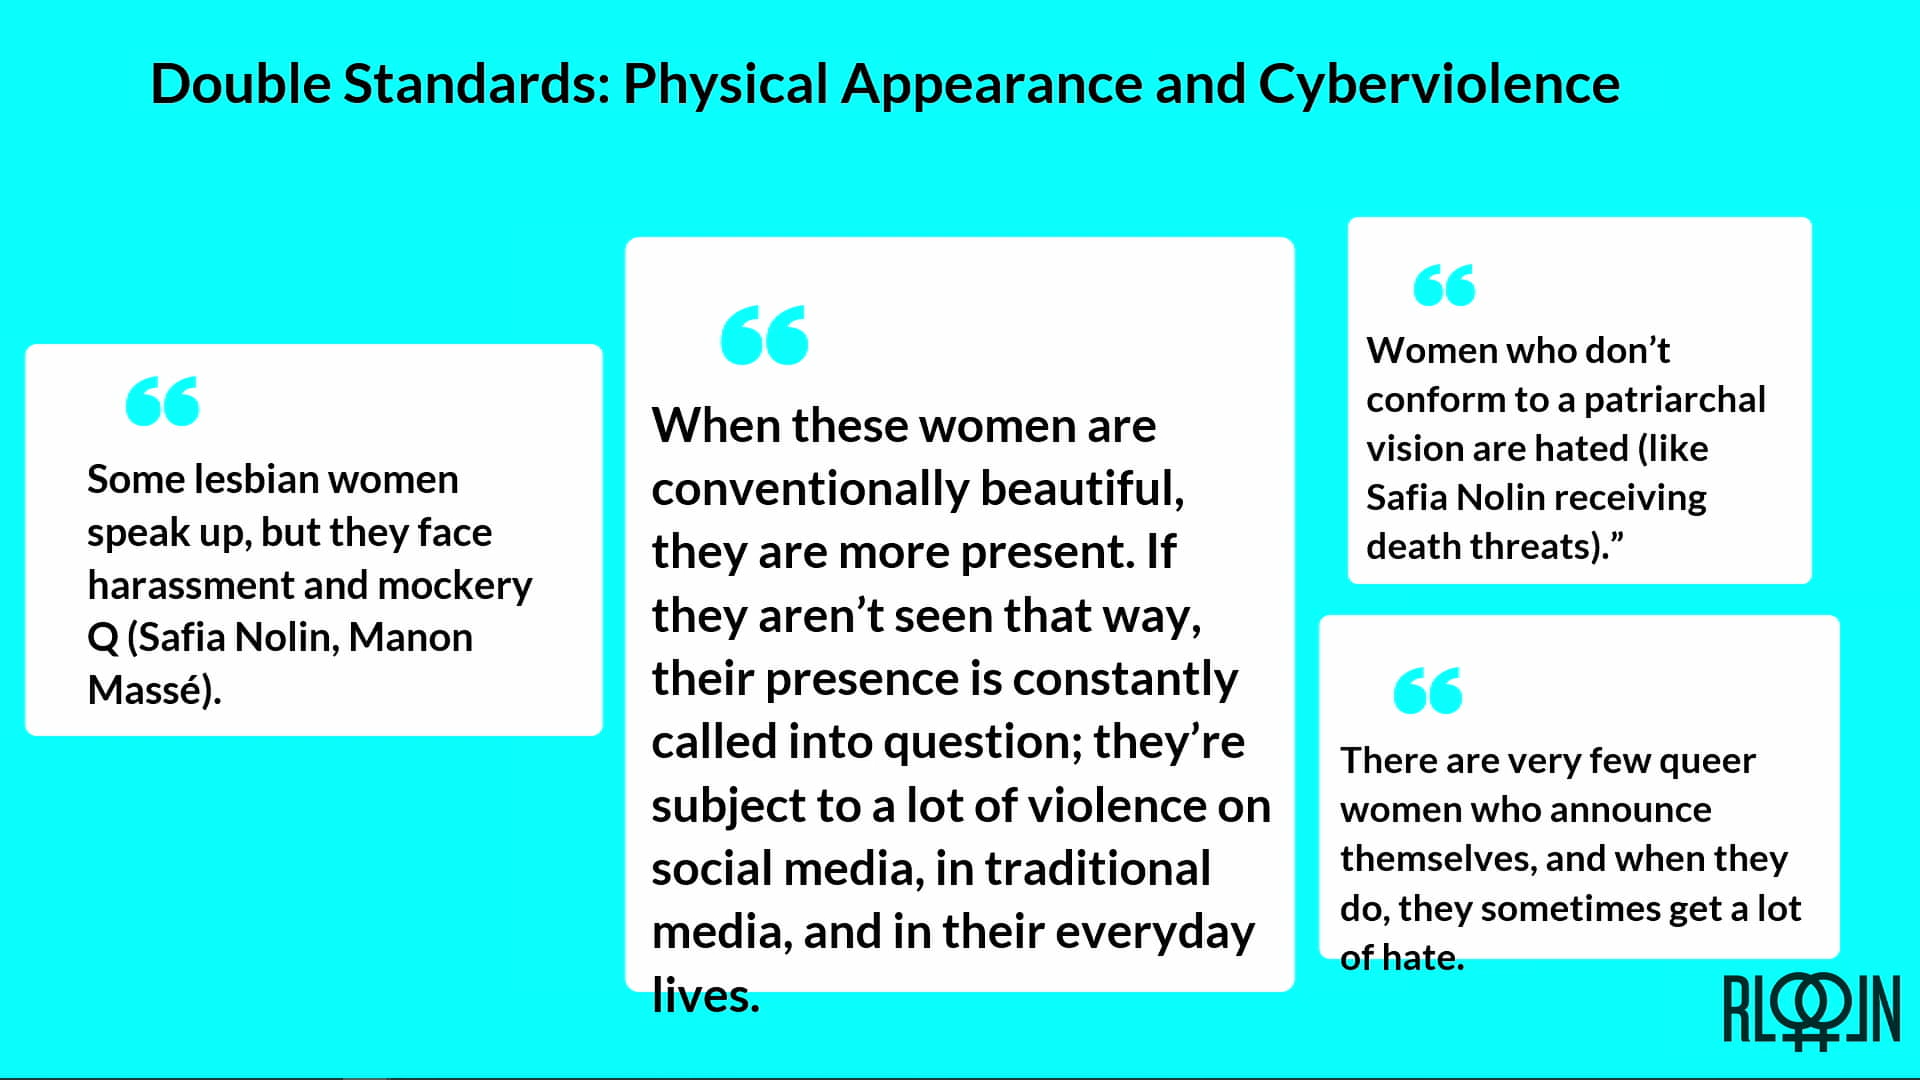 Double Standards: Physical Appearance and Cyberviolence
“
Some lesbian women
speak up, but they face
harassment and mockery
Q (Safia Nolin, Manon
Massé).
“
When these women are
conventionally beautiful,
they are more present. If
they aren’t seen that way,
their presence is constantly
called into question; they’re
subject to a lot of violence on
social media, in traditional
media, and in their everyday
lives.
“
Women who don’t
conform to a patriarchal
vision are hated (like
Safia Nolin receiving
death threats).”
“
There are very few queer
women who announce
themselves, and when they
do, they sometimes get a lot
of hate.